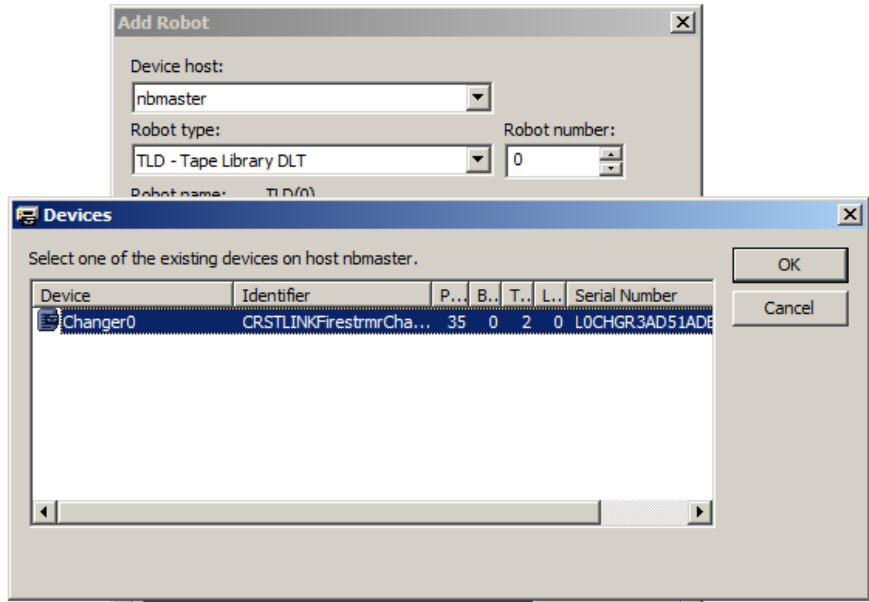 Add Robot
Device host:
nbmaster
Robot type: Robot number:
TLD - Tape Library DLT 0
Robot name: TLD(0)
Devices
Select one of the existing devices on host nbmaster.
OK
Device Identifier P... B.. T.. L.. Serial Number
Changer0 CRSTLINKFirestrmrCha... 35 0 2 0 L0CHGR3AD51ADE
Cancel